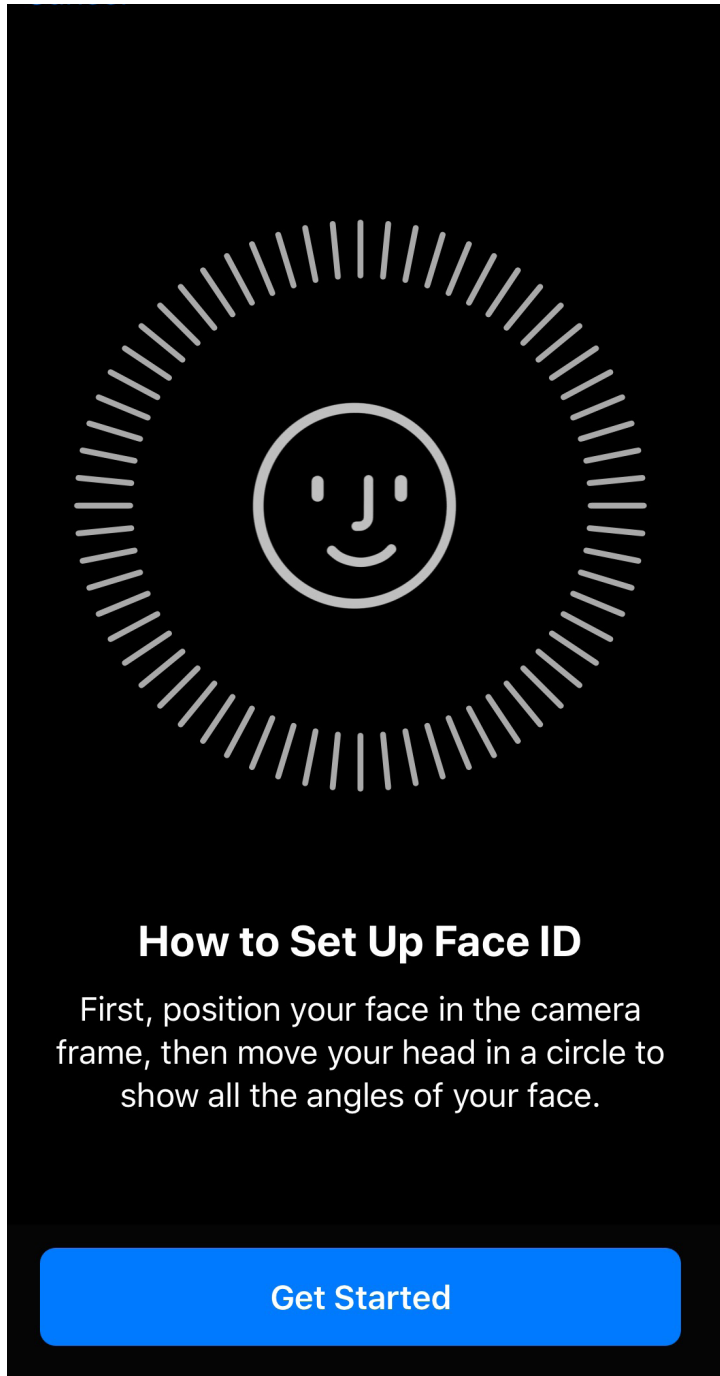 How to Set Up Face ID
First, position your face in the camera
frame, then move your head in a circle to
show all the angles of your face.
Get Started